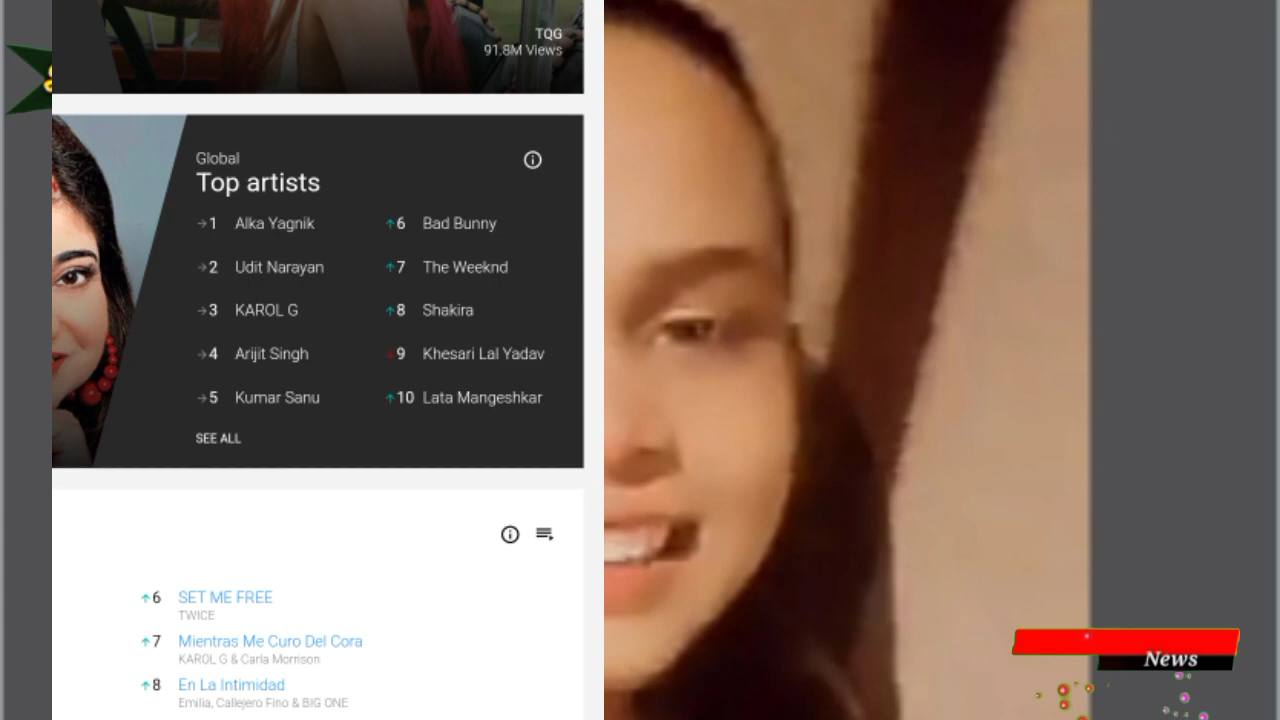 TQG
91.8M Views
Global
Top artists
1 Alka Yagnik
2 Udit Narayan
3 KAROL G
4 Arijit Singh
5 Kumar Sanu
6 Bad Bunny
7 The Weeknd
8 Shakira
9 Khesari Lal Yadav
10 Lata Mangeshkar
SEE ALL
6 SET ME FREE
TWICE
7 Mientras Me Curo Del Cora
KAROL G & Carla Morrison
8 En La Intimidad
Emilia, Callejero Fino & BIG ONE
News